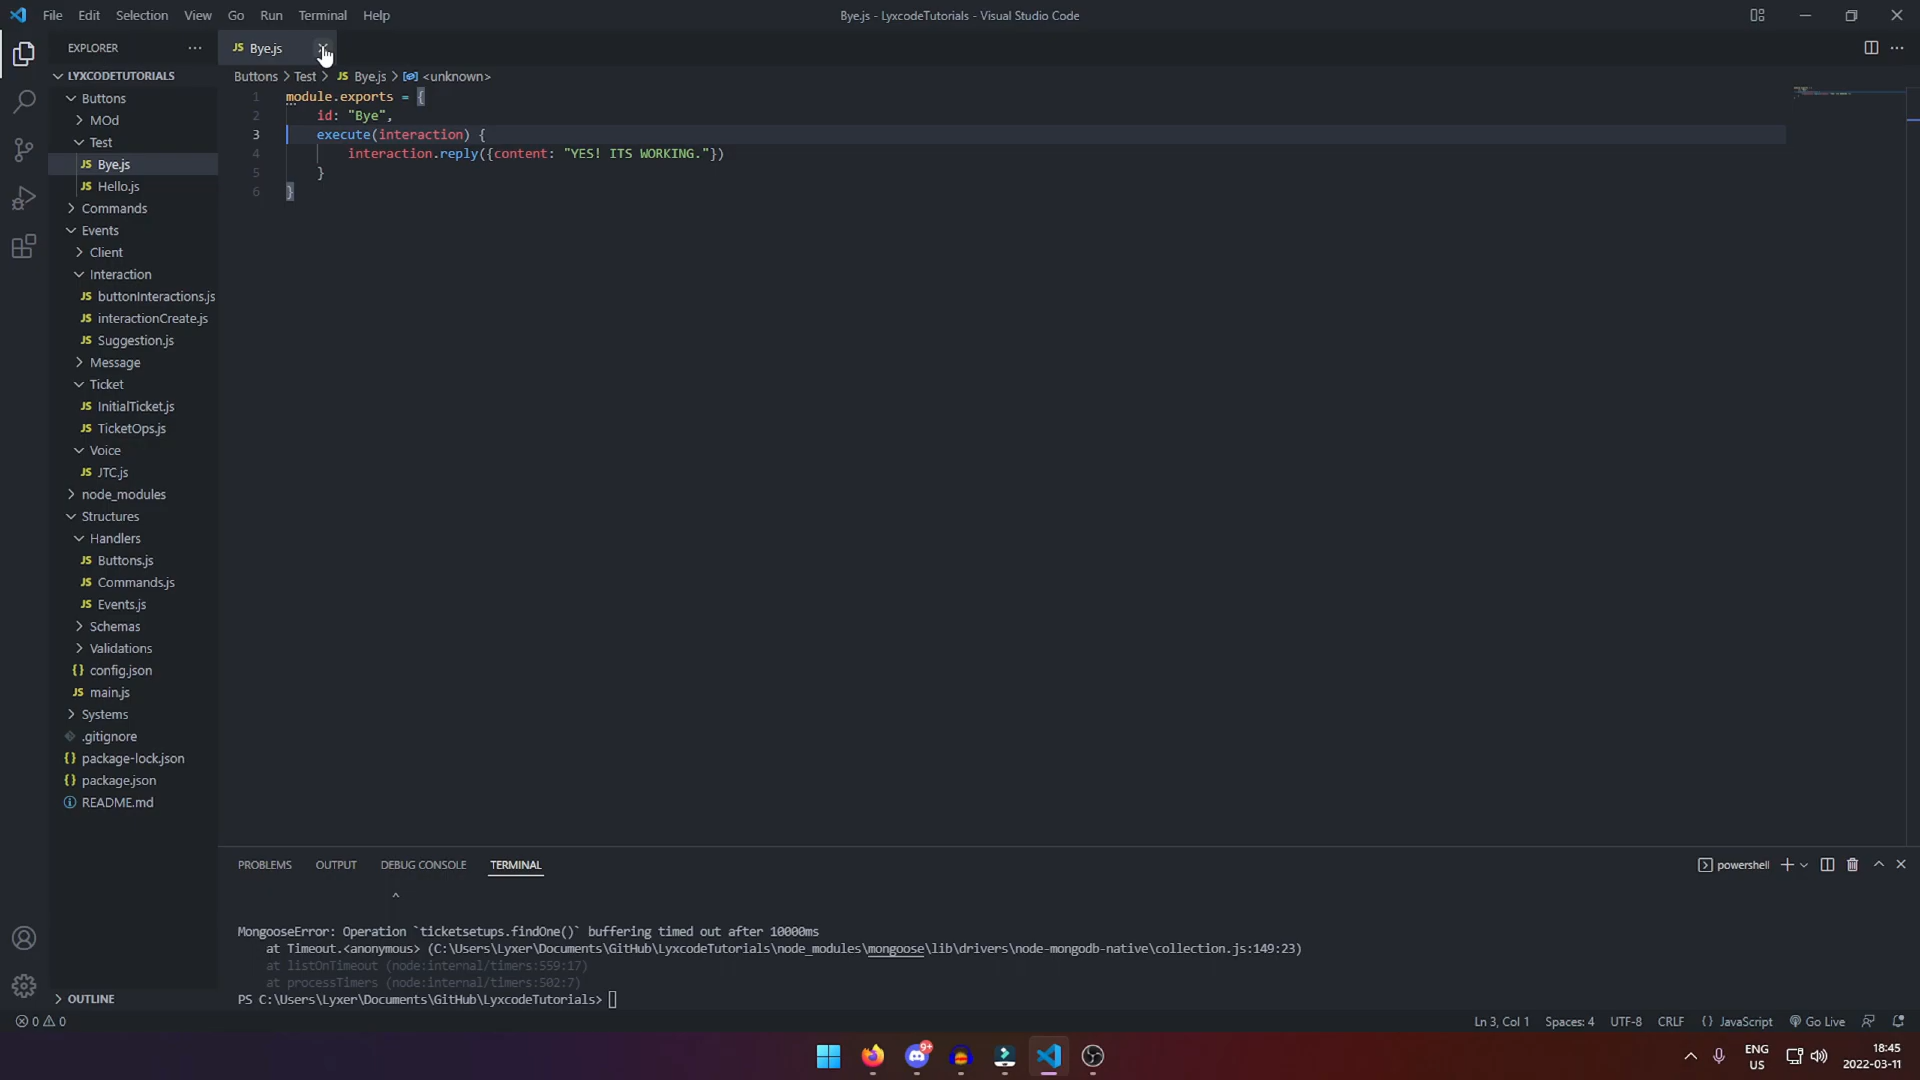 File Edit Selection View Go Run Terminal Help
Bye.js - LyxcodeTutorials - Visual Studio Code
EXPLORER
JS Bye.js
LYXCODETUTORIALS
Buttons > Test > JS Bye.js > <unknown>
Buttons
MOd
Test
JS Bye.js
JS Hello.js
Commands
Events
Client
Interaction
JS buttonInteractions.js
JS interactionCreate.js
JS Suggestion.js
Message
Ticket
JS InitialTicket.js
JS TicketOps.js
Voice
JS JTC.js
node_modules
Structures
Handlers
JS Buttons.js
JS Commands.js
JS Events.js
Schemas
Validations
{} config.json
JS main.js
Systems
.gitignore
{} package-lock.json
{} package.json
README.md
OUTLINE
1 module.exports = {
2 id: "Bye",
3 execute(interaction) {
4 interaction.reply({content: "YES! ITS WORKING."})
5 }
6 }
PROBLEMS OUTPUT DEBUG CONSOLE TERMINAL
powershell
^
MongooseError: Operation `ticketsetups.findOne()` buffering timed out after 10000ms
at Timeout.<anonymous> (C:\Users\Lyxer\Documents\GitHub\LyxcodeTutorials\node_modules\mongoose\lib\drivers\node-mongodb-native\collection.js:149:23)
at listOnTimeout (node:internal/timers:559:17)
at processTimers (node:internal/timers:502:7)
PS C:\Users\Lyxer\Documents\GitHub\LyxcodeTutorials>
0 0
Ln 3, Col 1 Spaces: 4 UTF-8 CRLF {} JavaScript Go Live
9+
ENG
US
18:45
2022-03-11